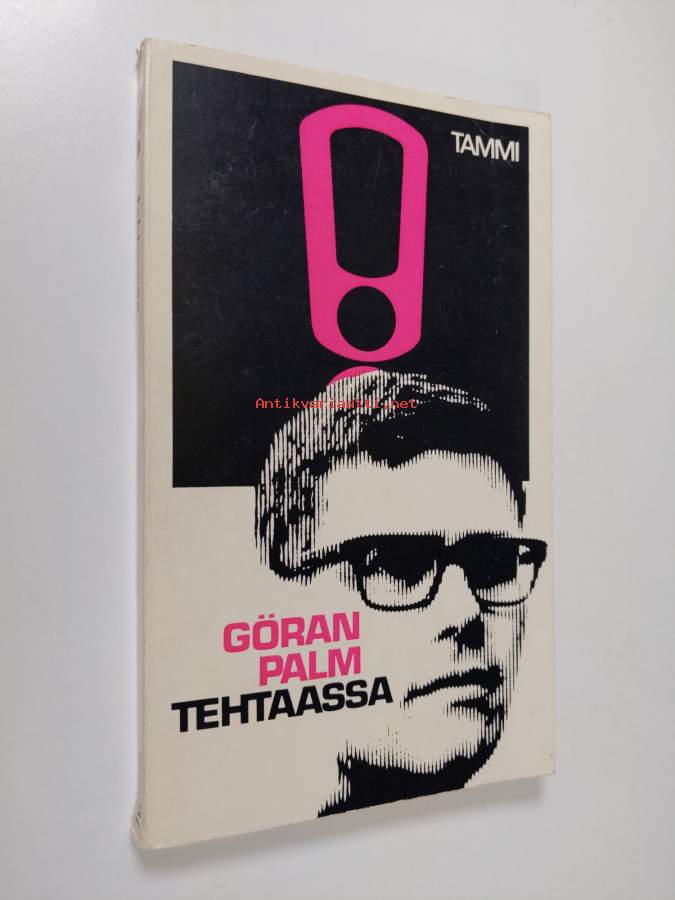 TAMMI
Antikvariaatti.net
GÖRAN
PALM
TEHTAASSA